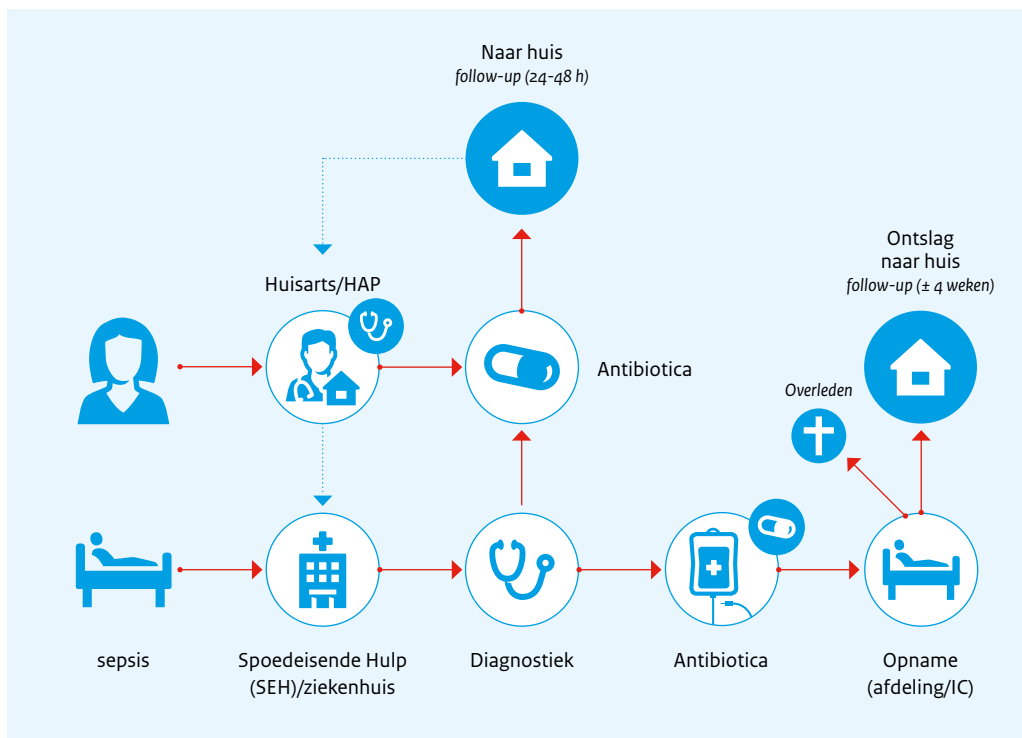 Naar huis
follow-up (24-48 h)
Ontslag
naar huis
follow-up (± 4 weken)
Huisarts/HAP
Antibiotica
Overleden
sepsis
Spoedeisende Hulp
(SEH)/ziekenhuis
Diagnostiek
Antibiotica
Opname
(afdeling/IC)